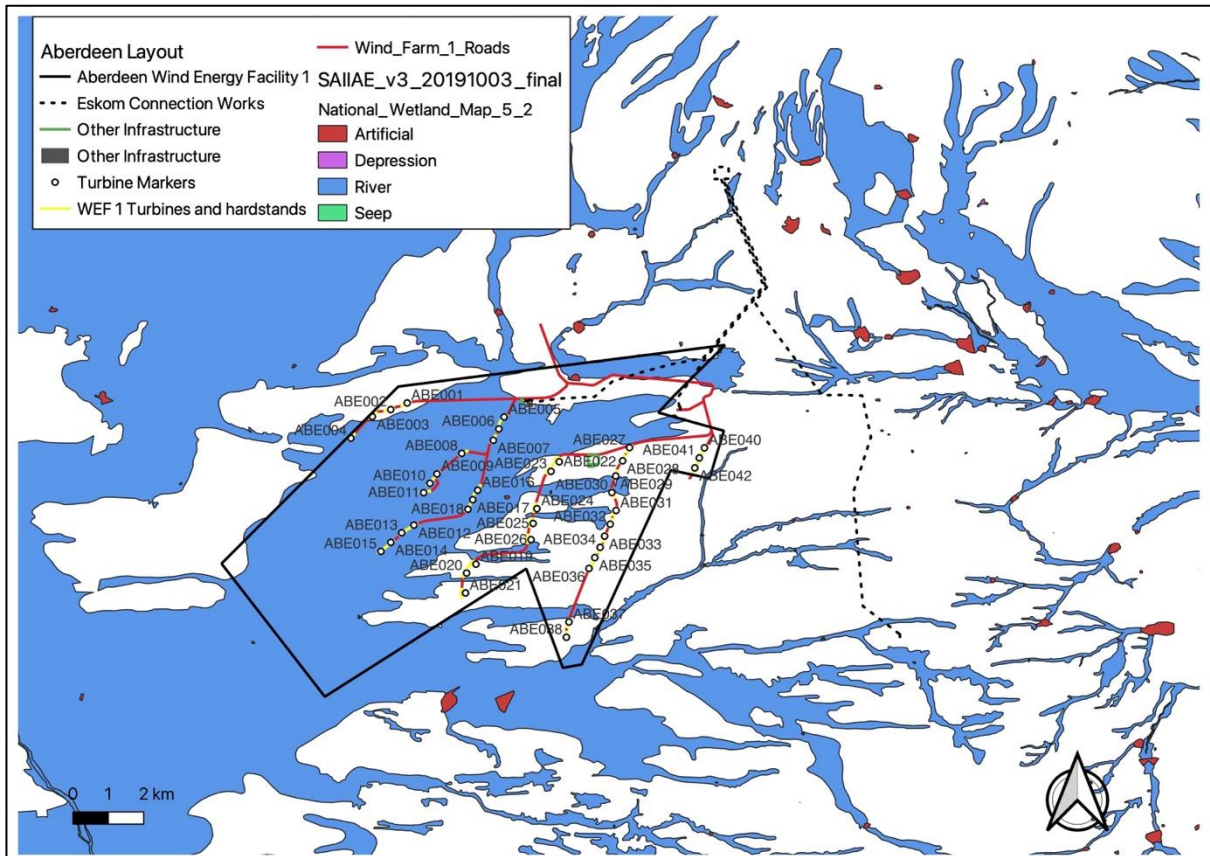 Aberdeen Layout
Aberdeen Wind Energy Facility 1
Eskom Connection Works
Other Infrastructure
Other Infrastructure
Turbine Markers
WEF 1 Turbines and hardstands
Wind_Farm_1_Roads
SAIIAE_v3_20191003_final
National_Wetland_Map_5_2
Artificial
Depression
River
Seep
ABE001
ABE002
ABE003
ABE004
ABE005
ABE006
ABE007
ABE008
ABE009
ABE010
ABE011
ABE027
ABE022
ABE023
ABE041
ABE040
ABE028
ABE042
ABE016
ABE030
ABE029
ABE024
ABE031
ABE018
ABE017
ABE013
ABE012
ABE025
ABE032
ABE015
ABE014
ABE026
ABE034
ABE033
ABE019
ABE020
ABE036
ABE035
ABE021
ABE037
ABE038
0 1 2 km